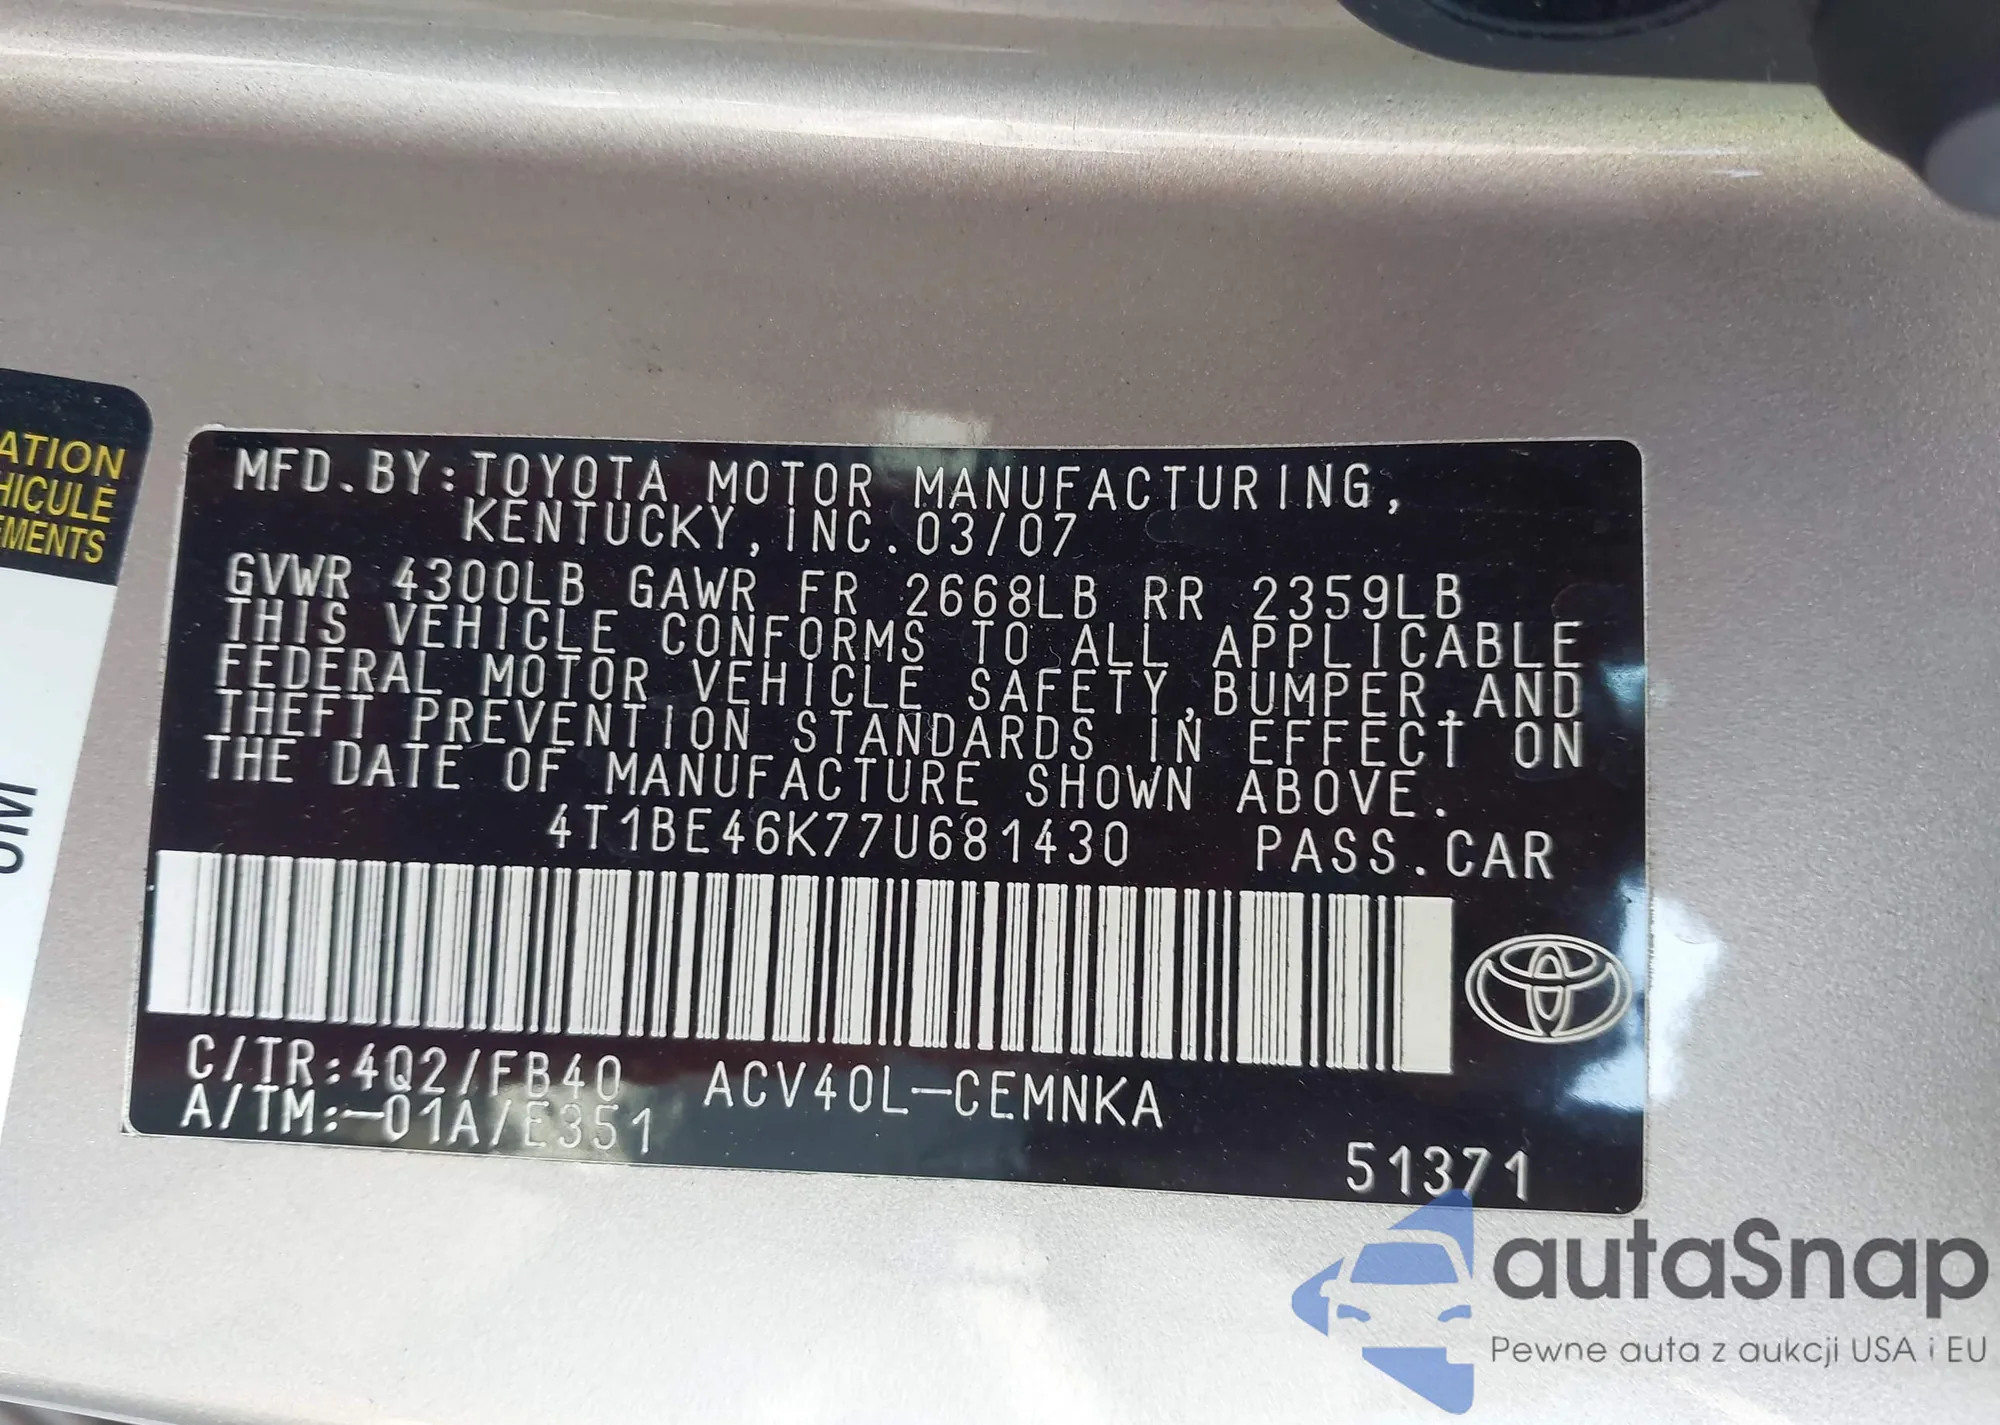 ATION
HICULE
EMENTS
MFD.BY:TOYOTA MOTOR MANUFACTURING,
KENTUCKY,INC.03/07
GVWR 4300LB GAWR FR 2668LB RR 2359LB
THIS VEHICLE CONFORMS TO ALL APPLICABLE
FEDERAL MOTOR VEHICLE SAFETY,BUMPER,AND
THEFT PREVENTION STANDARDS IN EFFECT ON
THE DATE OF MANUFACTURE SHOWN ABOVE.
4T1BE46K77U681430 PASS.CAR
C/TR:4Q2/FB40 ACV40L-CEMNKA
A/TM:-01A/E351
51371
autaSnap
Pewne auta z aukcji USA i EU